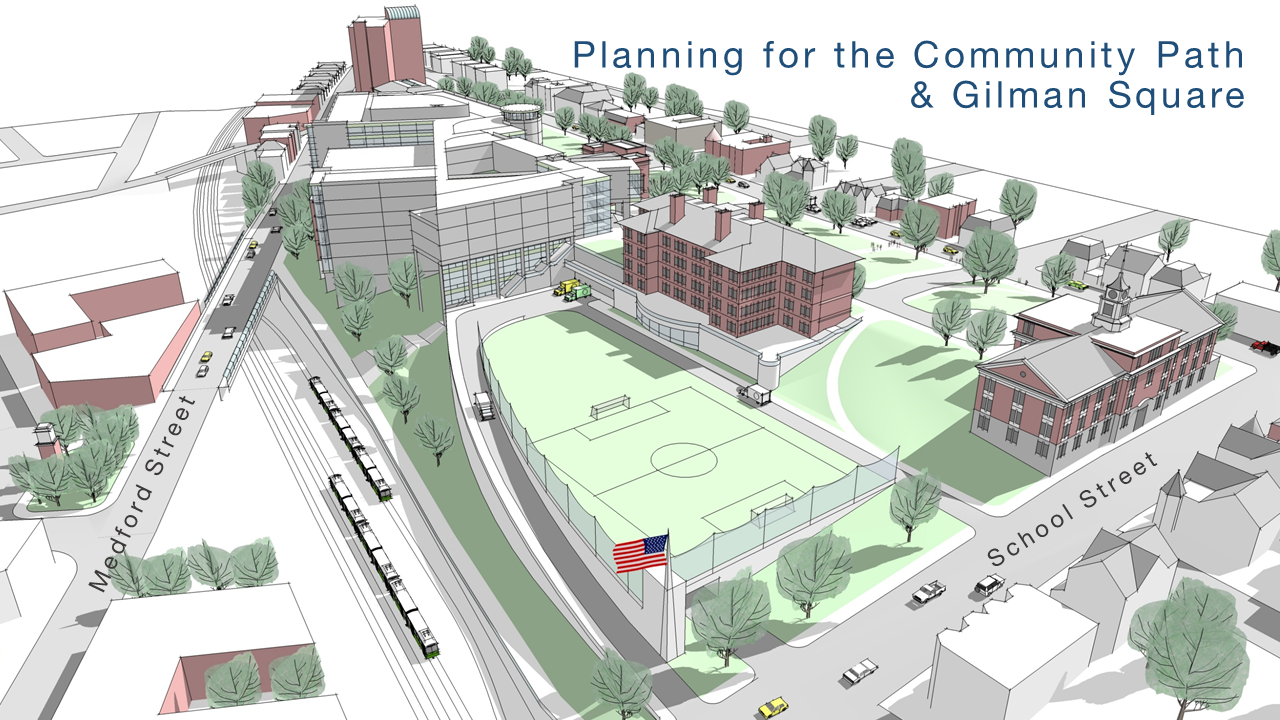 Planning for the Community Path
& Gilman Square
Medford Street
School Street